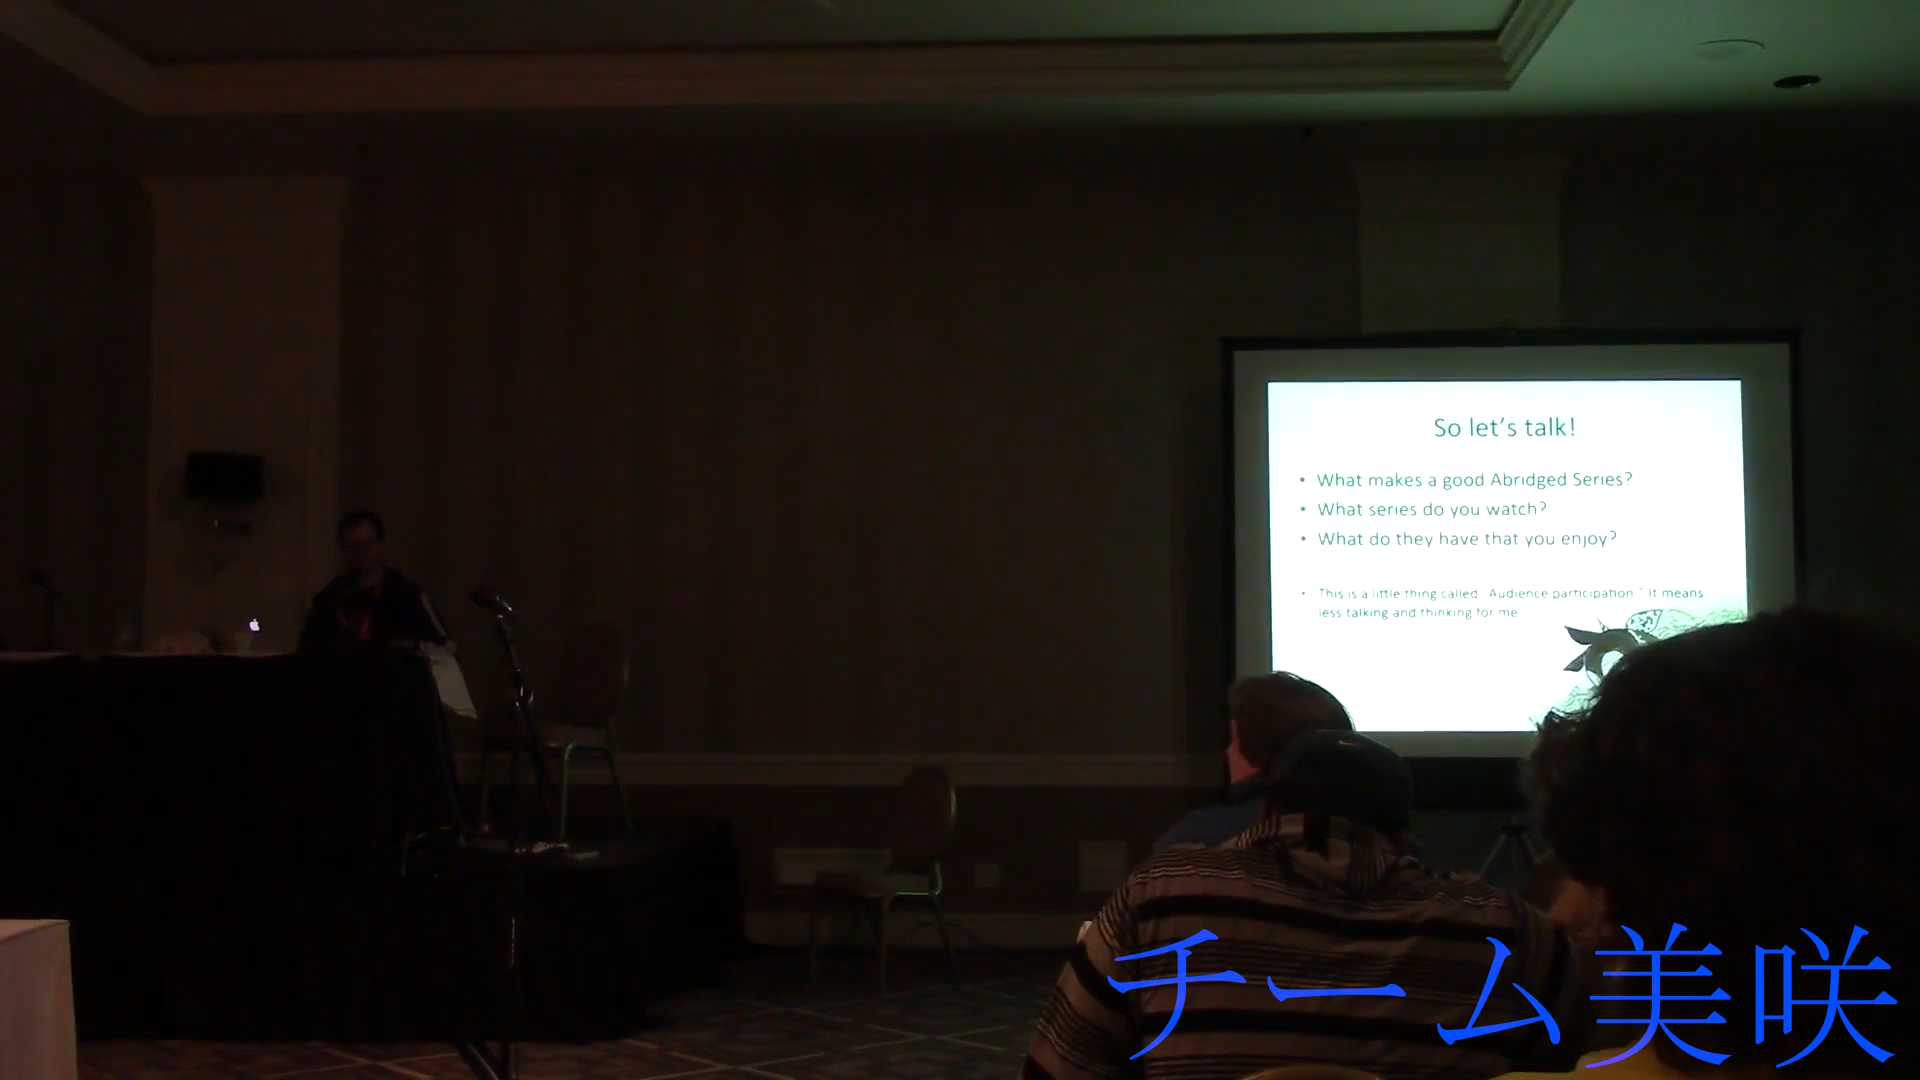 So let's talk!
• What makes a good Abridged Series?
• What series do you watch?
• What do they have that you enjoy?
• This is a little thing called "Audience participation." It means
less talking and thinking for me
チーム美咲